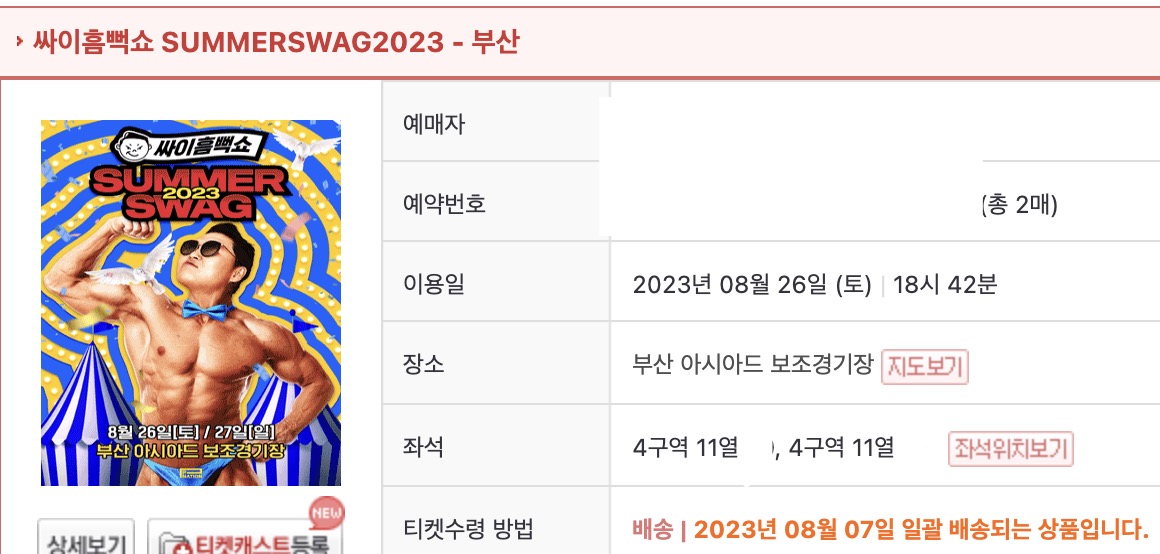 싸이흠뻑쇼 SUMMERSWAG2023 - 부산
싸이흠뻑쇼
SUMMER
2023
SWAG
8월 26일[토] / 27일[일]
부산 아시아드 보조경기장
P NATION
상세보기
티켓캐스트등록
NEW
예매자
예약번호 (총 2매)
이용일 2023년 08월 26일 (토) | 18시 42분
장소 부산 아시아드 보조경기장 지도보기
좌석 4구역 11열 ), 4구역 11열 좌석위치보기
티켓수령 방법 배송 | 2023년 08월 07일 일괄 배송되는 상품입니다.